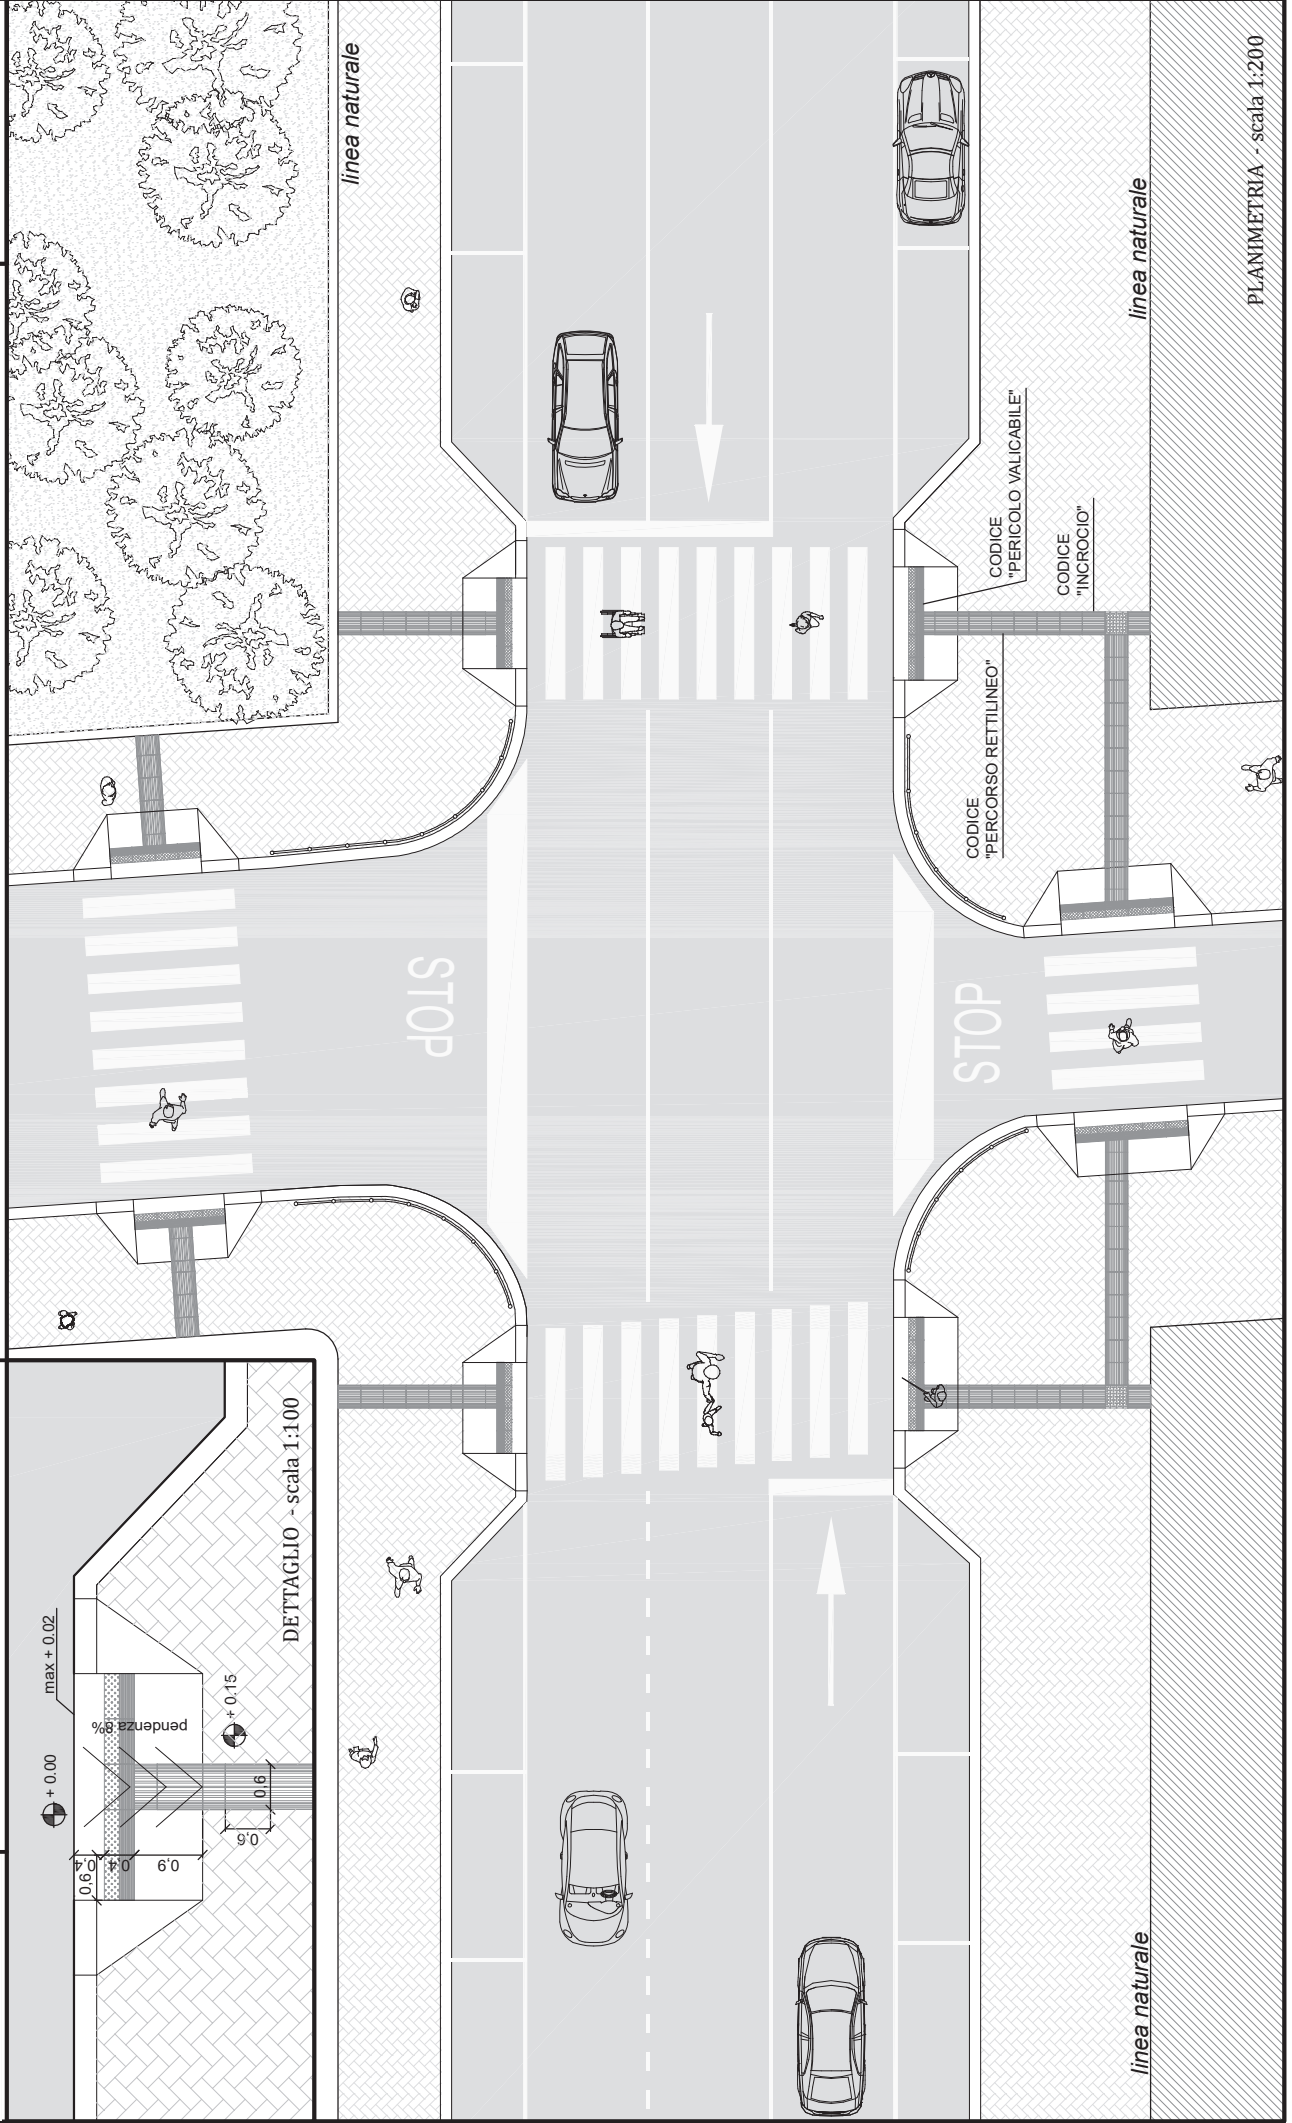 linea naturale
linea naturale
PLANIMETRIA - scala 1:200
CODICE
"PERICOLO VALICABILE"
CODICE
"INCROCIO"
CODICE
"PERCORSO RETTILINEO"
STOP
STOP
DETTAGLIO - scala 1:100
max + 0.02
pendenza 8%
+ 0.15
+ 0.00
0,6
0,6
0,4
0,4
0,9
0,6
linea naturale